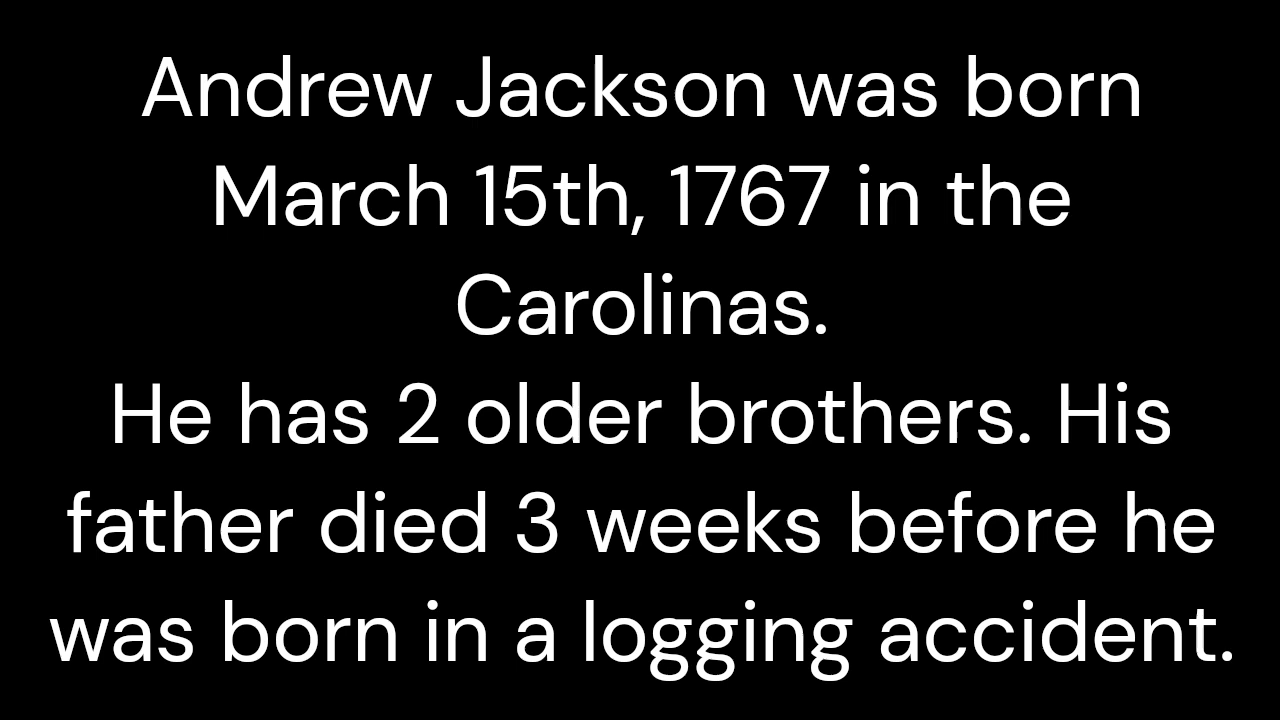 Andrew Jackson was born
March 15th, 1767 in the
Carolinas.
He has 2 older brothers. His
father died 3 weeks before he
was born in a logging accident.